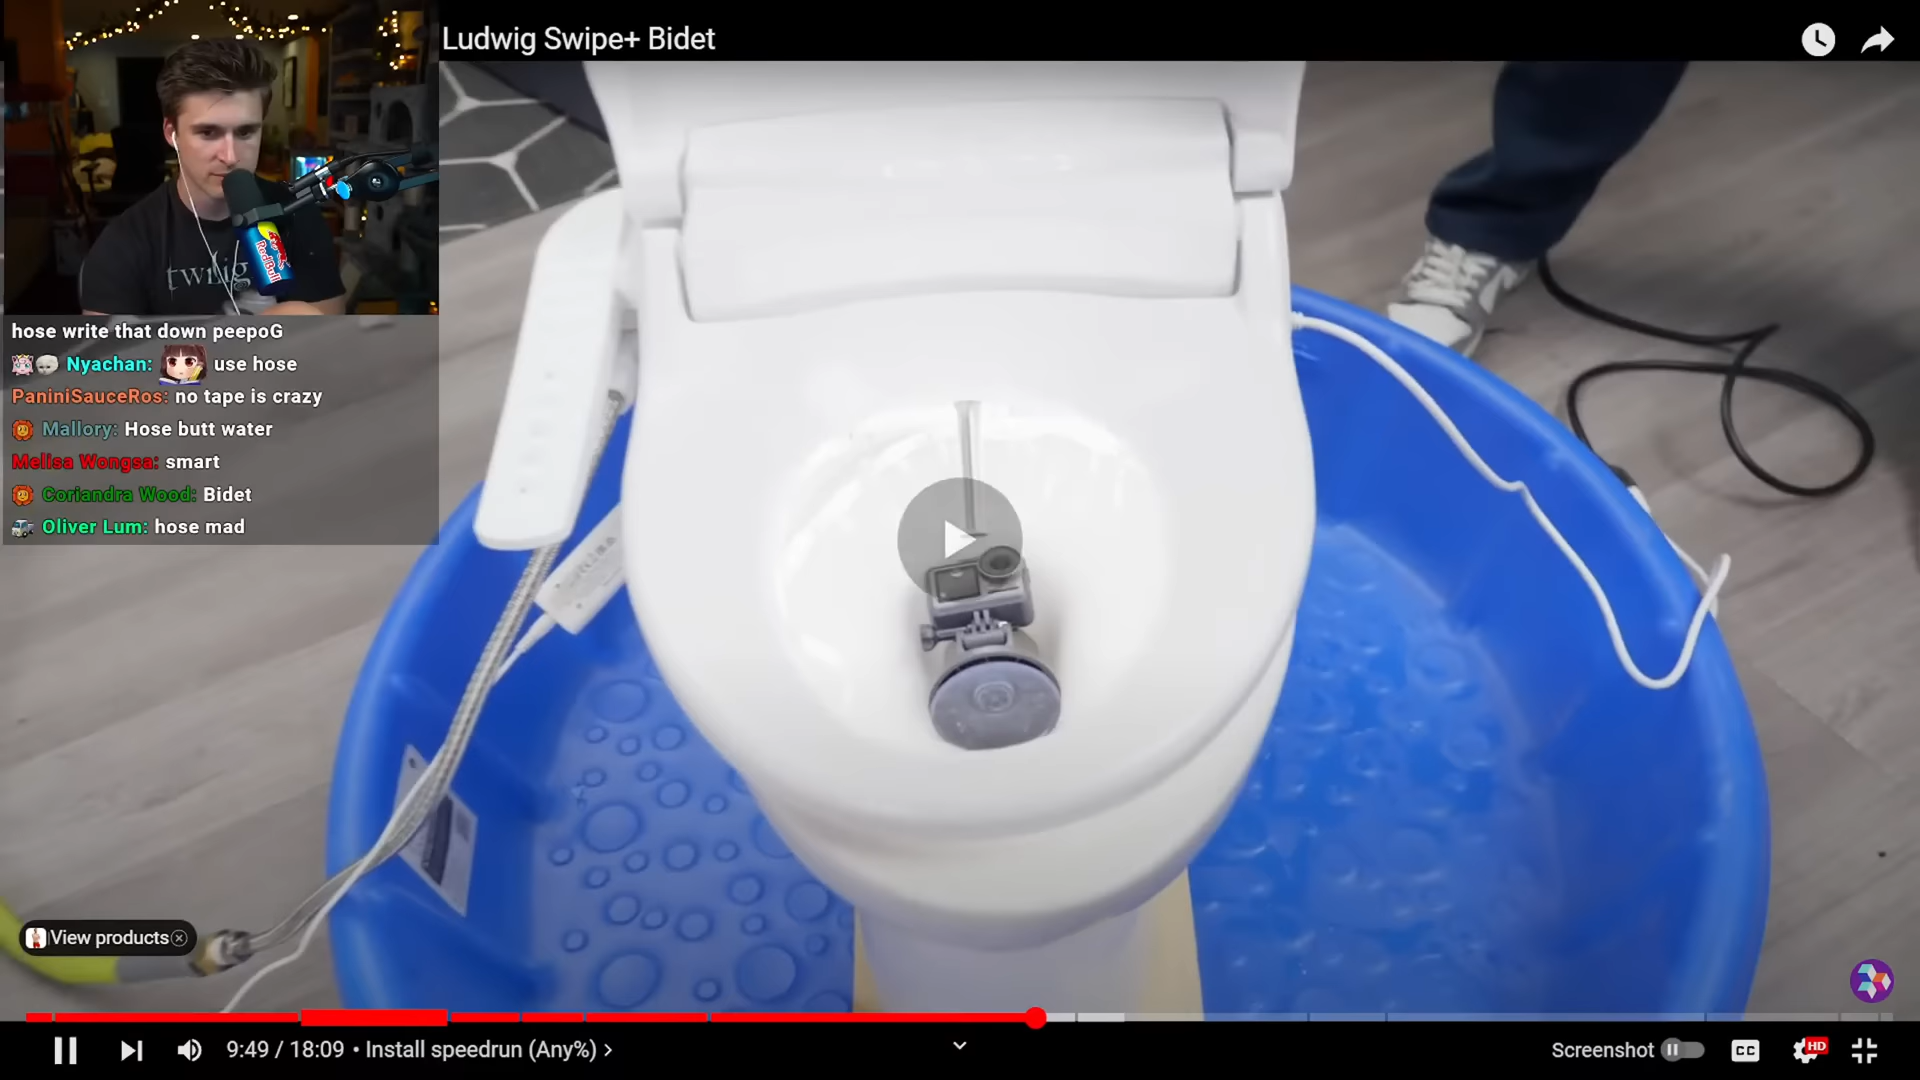 Ludwig Swipe+ Bidet
twilig
RedBull
hose write that down peepoG
Nyachan: use hose
PaniniSauceRos: no tape is crazy
Mallory: Hose butt water
Melisa Wongsa: smart
Coriandra Wood: Bidet
Oliver Lum: hose mad
View products
9:49 / 18:09 • Install speedrun (Any%) ›
Screenshot
CC
HD